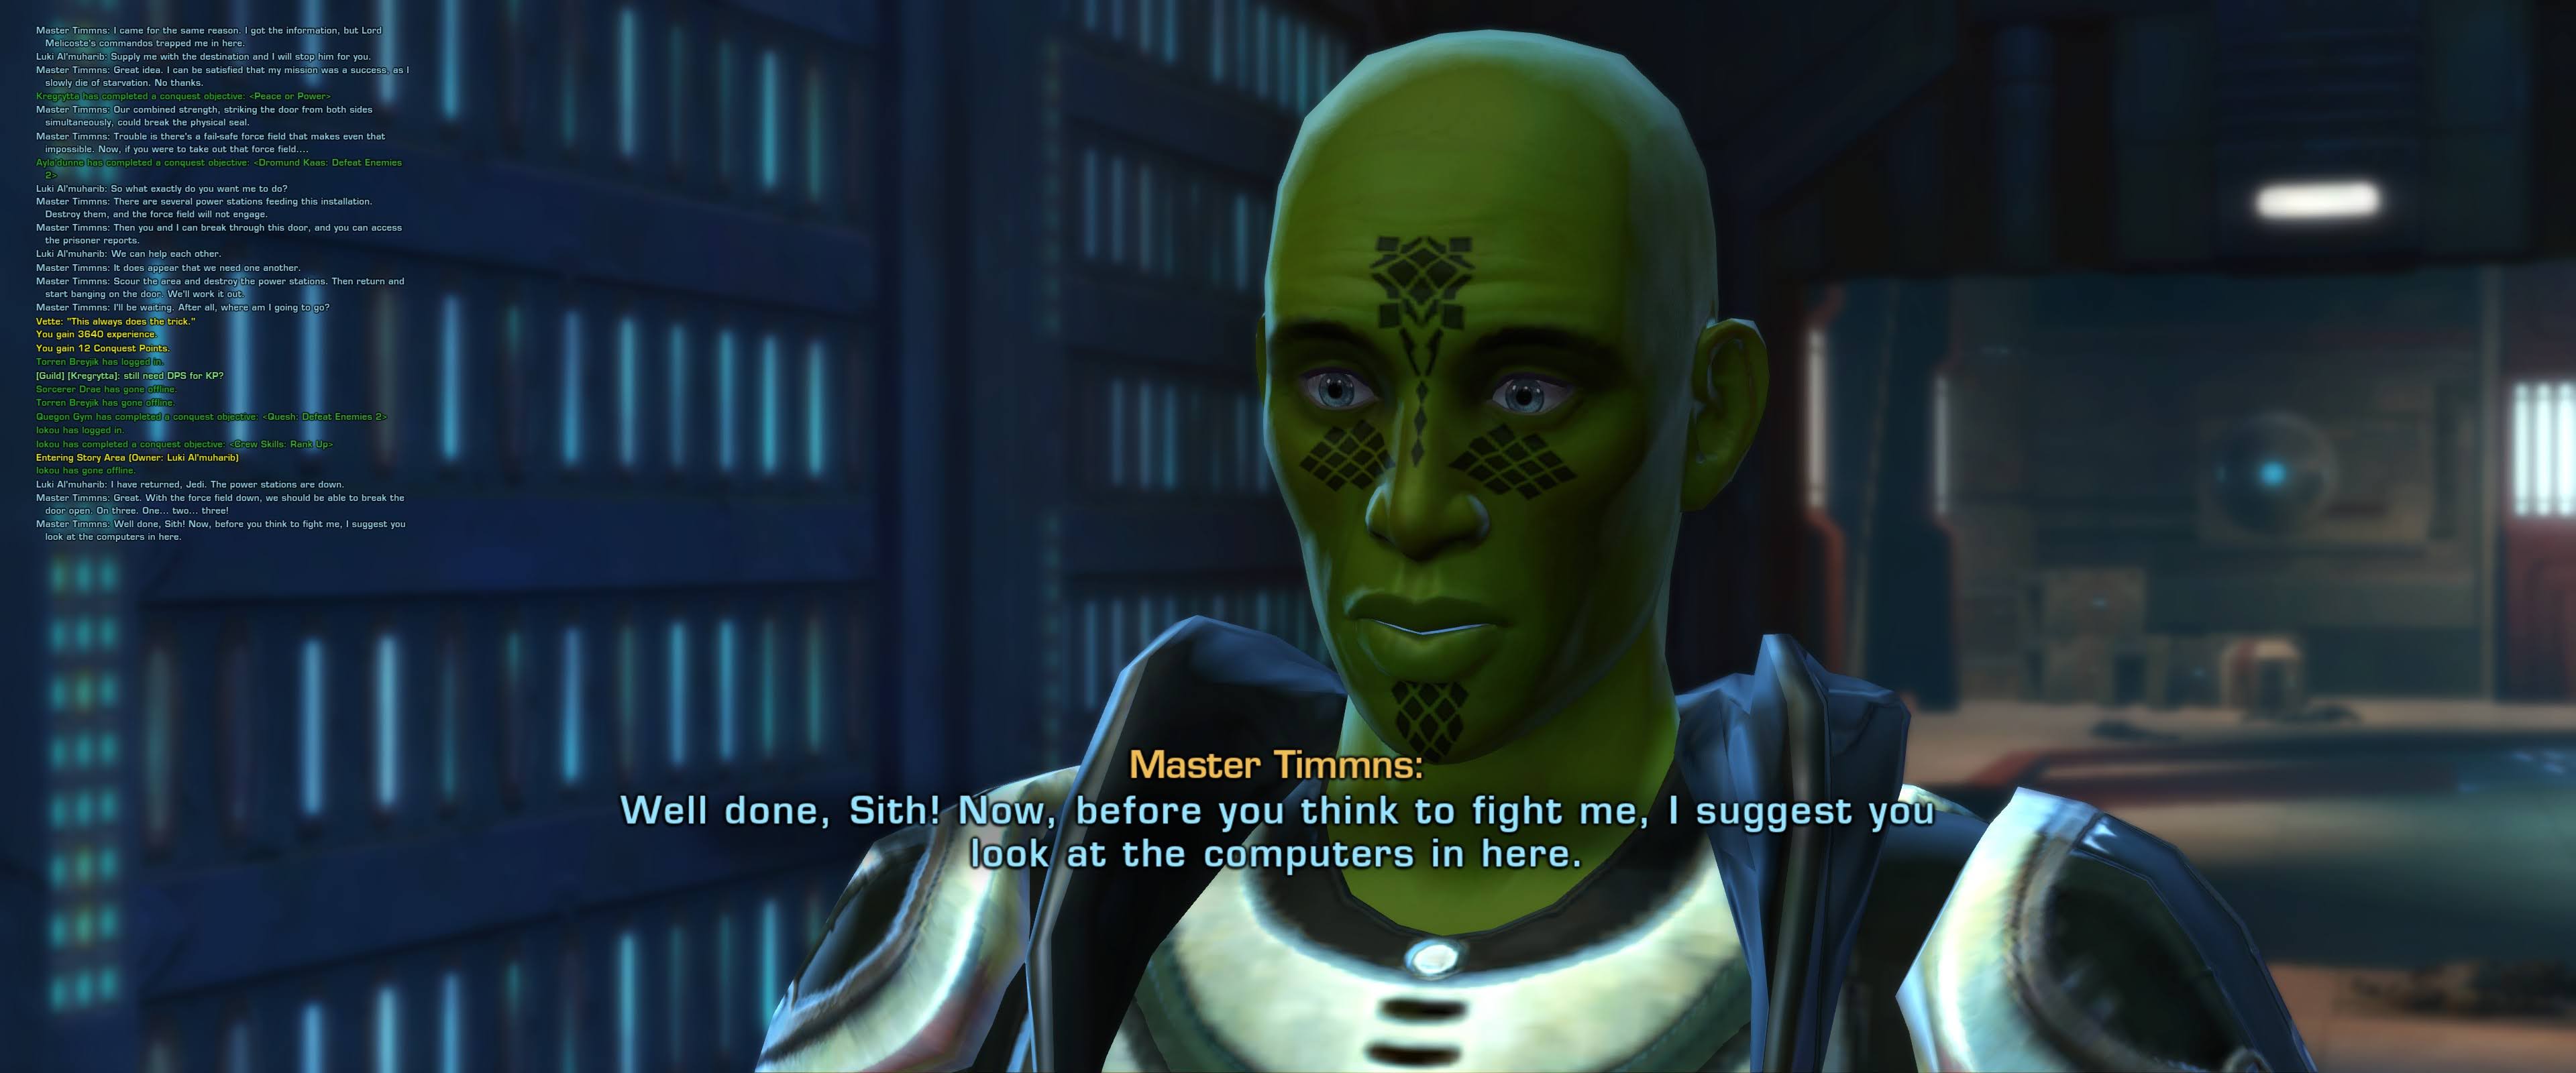 Master Timmns: I came for the same reason. I got the information, but Lord
Melicoste's commandos trapped me in here.
Luki Al'muharib: Supply me with the destination and I will stop him for you.
Master Timmns: Great idea. I can be satisfied that my mission was a success, as I
slowly die of starvation. No thanks.
Kregrytta has completed a conquest objective: <Peace or Power>
Master Timmns: Our combined strength, striking the door from both sides
simultaneously, could break the physical seal.
Master Timmns: Trouble is there's a fail-safe force field that makes even that
impossible. Now, if you were to take out that force field....
Ayla'dunne has completed a conquest objective: <Dromund Kaas: Defeat Enemies
2>
Luki Al'muharib: So what exactly do you want me to do?
Master Timmns: There are several power stations feeding this installation.
Destroy them, and the force field will not engage.
Master Timmns: Then you and I can break through this door, and you can access
the prisoner reports.
Luki Al'muharib: We can help each other.
Master Timmns: It does appear that we need one another.
Master Timmns: Scour the area and destroy the power stations. Then return and
start banging on the door. We'll work it out.
Master Timmns: I'll be waiting. After all, where am I going to go?
Vette: "This always does the trick."
You gain 3640 experience.
You gain 12 Conquest Points.
Torren Breyjik has logged in.
[Guild] [Kregrytta]: still need DPS for KP?
Sorcerer Drae has gone offline.
Torren Breyjik has gone offline.
Quegon Gym has completed a conquest objective: <Quesh: Defeat Enemies 2>
Iokou has logged in.
Iokou has completed a conquest objective: <Crew Skills: Rank Up>
Entering Story Area (Owner: Luki Al'muharib)
Iokou has gone offline.
Luki Al'muharib: I have returned, Jedi. The power stations are down.
Master Timmns: Great. With the force field down, we should be able to break the
door open. On three. One... two... three!
Master Timmns: Well done, Sith! Now, before you think to fight me, I suggest you
look at the computers in here.
Master Timmns:
Well done, Sith! Now, before you think to fight me, I suggest you
look at the computers in here.